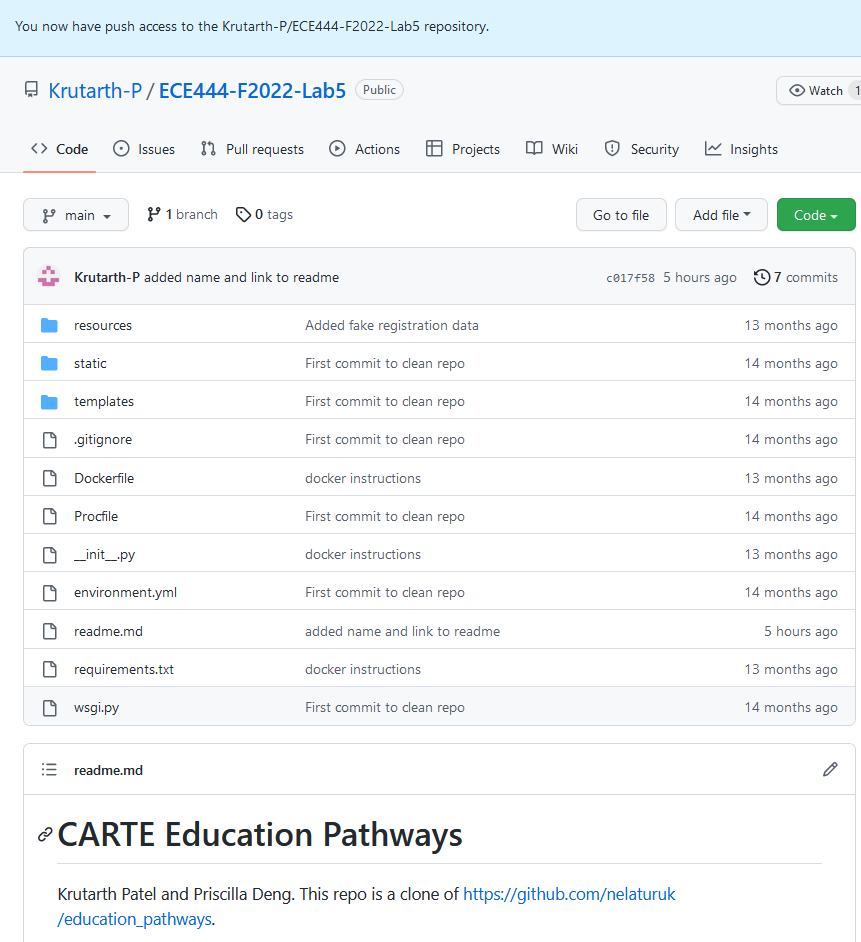 You now have push access to the Krutarth-P/ECE444-F2022-Lab5 repository.
Krutarth-P / ECE444-F2022-Lab5 Public Watch 1
Code Issues Pull requests Actions Projects Wiki Security Insights
main 1 branch 0 tags Go to file Add file Code
Krutarth-P added name and link to readme c017f58 5 hours ago 7 commits
resources Added fake registration data 13 months ago
static First commit to clean repo 14 months ago
templates First commit to clean repo 14 months ago
.gitignore First commit to clean repo 14 months ago
Dockerfile docker instructions 13 months ago
Procfile First commit to clean repo 14 months ago
__init__.py docker instructions 13 months ago
environment.yml First commit to clean repo 14 months ago
readme.md added name and link to readme 5 hours ago
requirements.txt docker instructions 13 months ago
wsgi.py First commit to clean repo 14 months ago
readme.md
CARTE Education Pathways
Krutarth Patel and Priscilla Deng. This repo is a clone of https://github.com/nelaturuk
/education_pathways.